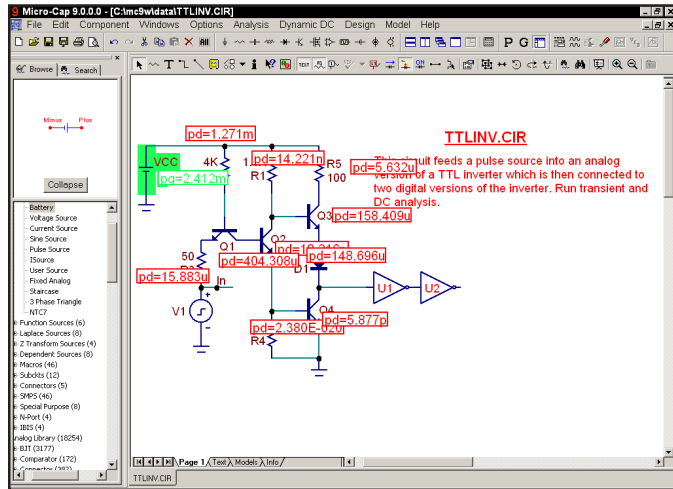 Micro-Cap 9.0.0.0 - [C:\mc9w\data\TTLINV.CIR]
File Edit Component Windows Options Analysis Dynamic DC Design Model Help
P G
Browse Search
TEXT
Minus Plus
Collapse
Battery
Voltage Source
Current Source
Sine Source
Pulse Source
ISource
User Source
Fixed Analog
Staircase
3 Phase Triangle
NTC7
Function Sources (6)
Laplace Sources (8)
Z Transform Sources (4)
Dependent Sources (8)
Macros (46)
Subckts (12)
Connectors (5)
SMPS (46)
Special Purpose (8)
N-Port (4)
IBIS (4)
nalog Library (18254)
BJT (3177)
Comparator (172)
TTLINV.CIR
This circuit feeds a pulse source into an analog
version of a TTL inverter which is then connected to
two digital versions of the inverter. Run transient and
DC analysis.
pd=1.271m
VCC
4K
pd=14.221n
R5
pd=5.632u
pd=2.412m
R1
100
Q3
pd=158.409u
Q1
Q2
50
pd=404.308u
pd=148.696u
D1
pd=15.883u
In
U1
U2
V1
Q4
pd=5.877p
pd=2.380E-020
R4
Page 1 Text Models Info
TTLINV.CIR